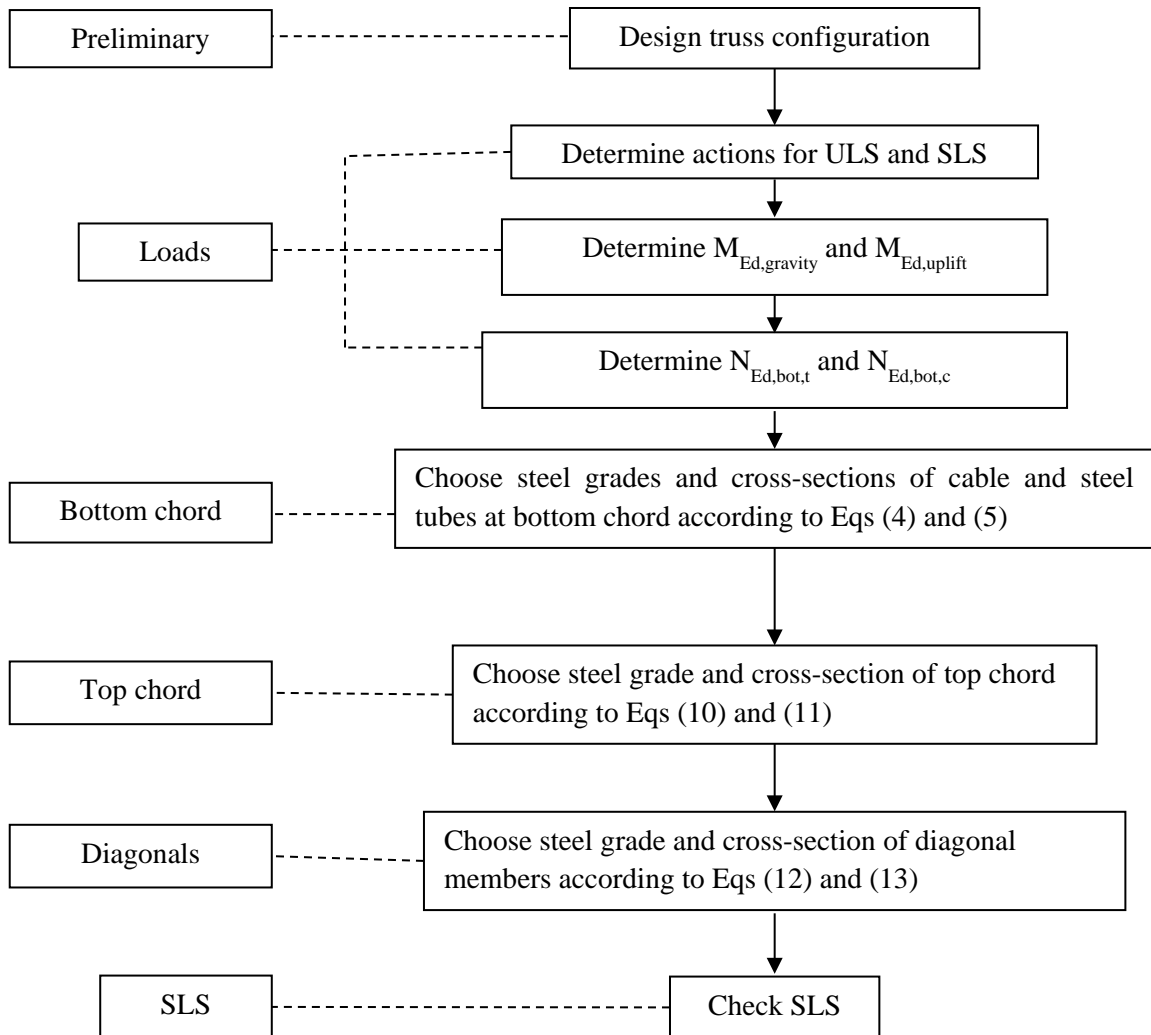 Preliminary
Design truss configuration
Determine actions for ULS and SLS
Loads
Determine M_Ed,gravity and M_Ed,uplift
Determine N_Ed,bot,t and N_Ed,bot,c
Bottom chord
Choose steel grades and cross-sections of cable and steel
tubes at bottom chord according to Eqs (4) and (5)
Top chord
Choose steel grade and cross-section of top chord
according to Eqs (10) and (11)
Diagonals
Choose steel grade and cross-section of diagonal
members according to Eqs (12) and (13)
SLS
Check SLS